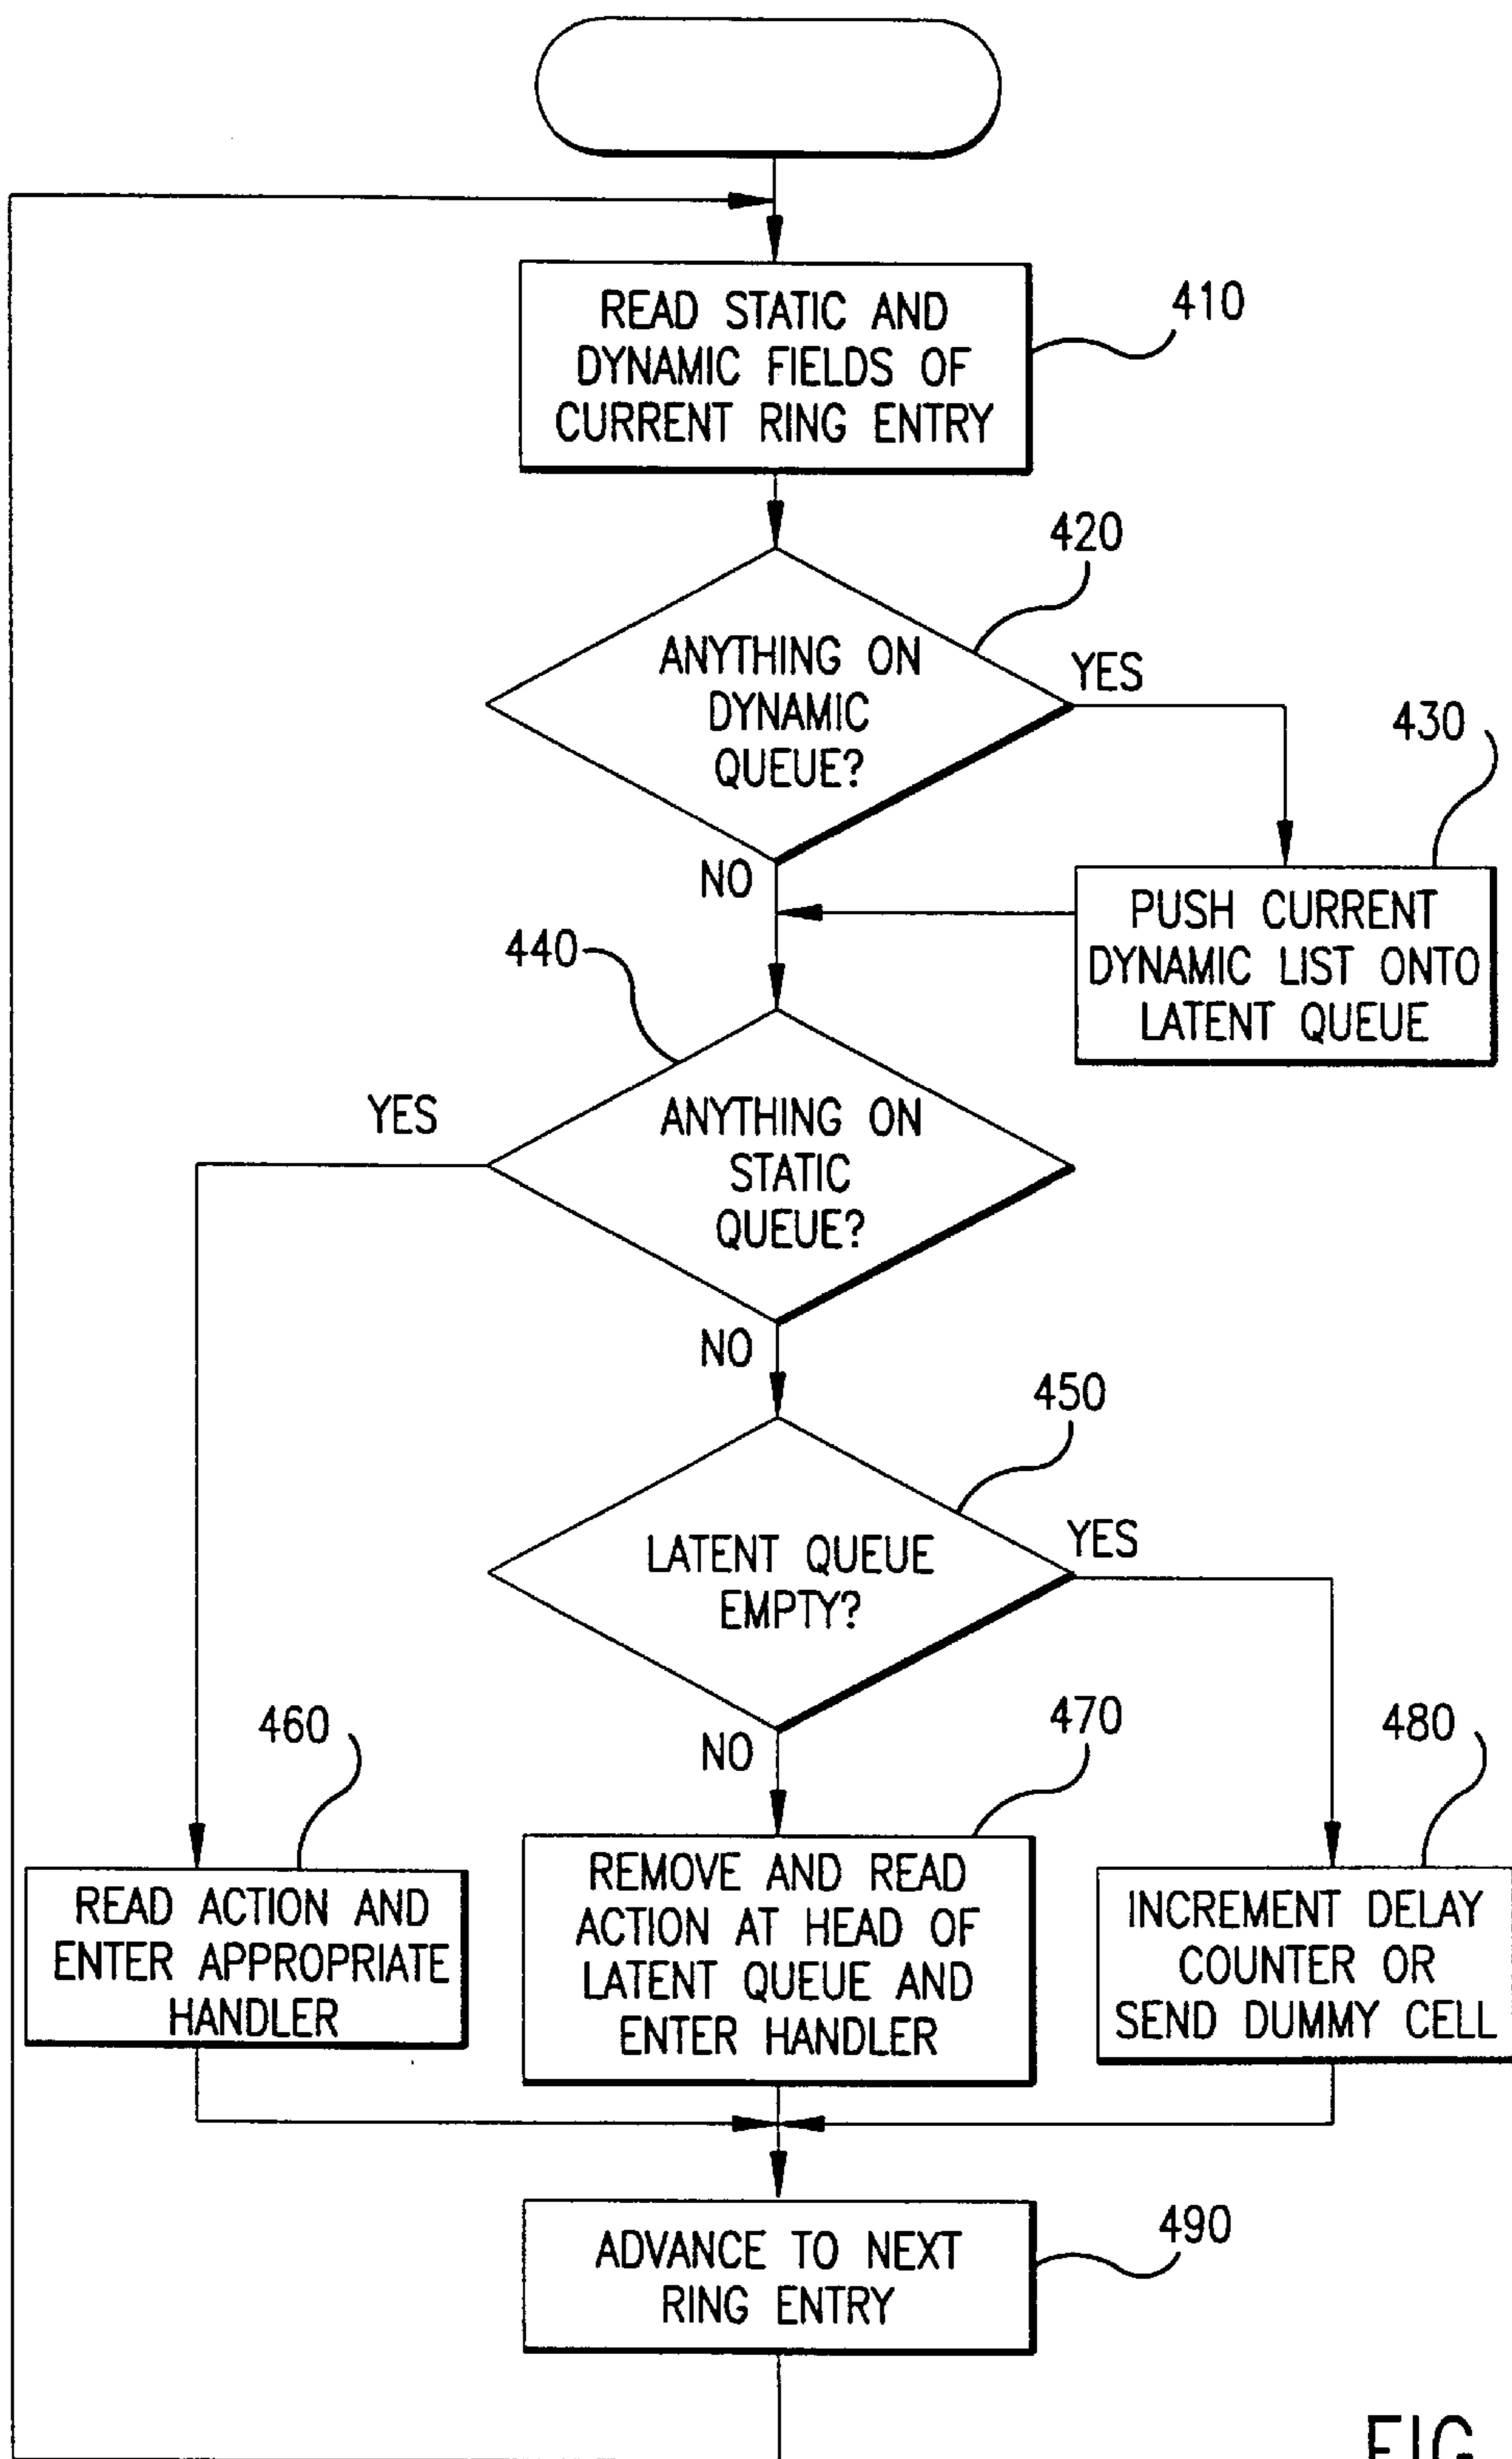 READ STATIC AND
DYNAMIC FIELDS OF
CURRENT RING ENTRY
410
420
ANYTHING ON
DYNAMIC
QUEUE?
YES
430
NO
PUSH CURRENT
DYNAMIC LIST ONTO
LATENT QUEUE
440
YES
ANYTHING ON
STATIC
QUEUE?
NO
450
LATENT QUEUE
EMPTY?
YES
NO
460
470
480
READ ACTION AND
ENTER APPROPRIATE
HANDLER
REMOVE AND READ
ACTION AT HEAD OF
LATENT QUEUE AND
ENTER HANDLER
INCREMENT DELAY
COUNTER OR
SEND DUMMY CELL
ADVANCE TO NEXT
RING ENTRY
490
FIG